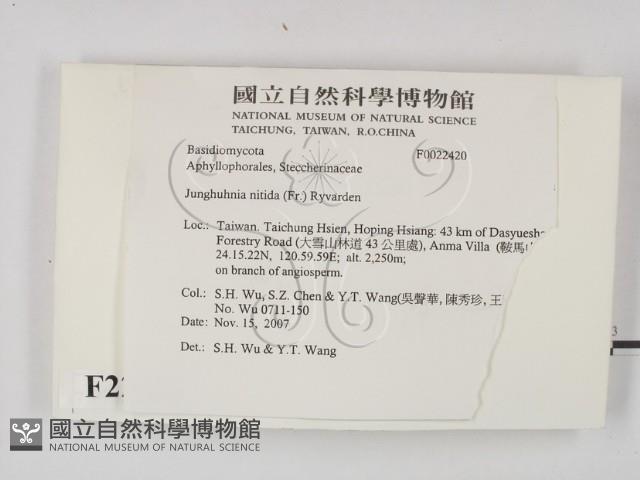 國立自然科學博物館
NATIONAL MUSEUM OF NATURAL SCIENCE
TAICHUNG, TAIWAN, R.O.CHINA
Basidiomycota F0022420
Aphyllophorales, Steccherinaceae
Junghuhnia nitida (Fr.) Ryvarden
Loc.: Taiwan. Taichung Hsien, Hoping Hsiang: 43 km of Dasyuesha
Forestry Road (大雪山林道 43 公里處), Anma Villa (鞍馬
24.15.22N, 120.59.59E; alt. 2,250m;
on branch of angiosperm.
Col.: S.H. Wu, S.Z. Chen & Y.T. Wang(吳聲華, 陳秀珍, 王
No. Wu 0711-150
Date: Nov. 15, 2007
Det.: S.H. Wu & Y.T. Wang
3
F2
國立自然科學博物館
NATIONAL MUSEUM OF NATURAL SCIENCE